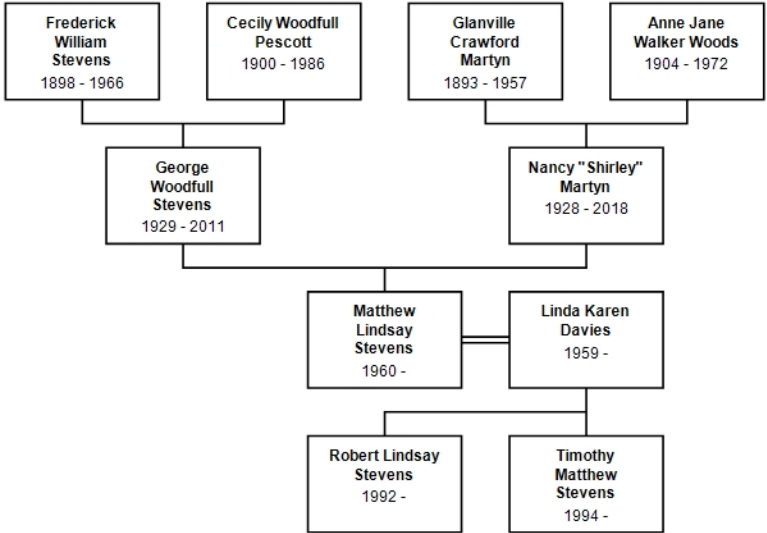 Frederick
William
Stevens
1898 - 1966
Cecily Woodfull
Pescott
1900 - 1986
Glanville
Crawford
Martyn
1893 - 1957
Anne Jane
Walker Woods
1904 - 1972
George
Woodfull
Stevens
1929 - 2011
Nancy "Shirley"
Martyn
1928 - 2018
Matthew
Lindsay
Stevens
1960 -
Linda Karen
Davies
1959 -
Robert Lindsay
Stevens
1992 -
Timothy
Matthew
Stevens
1994 -